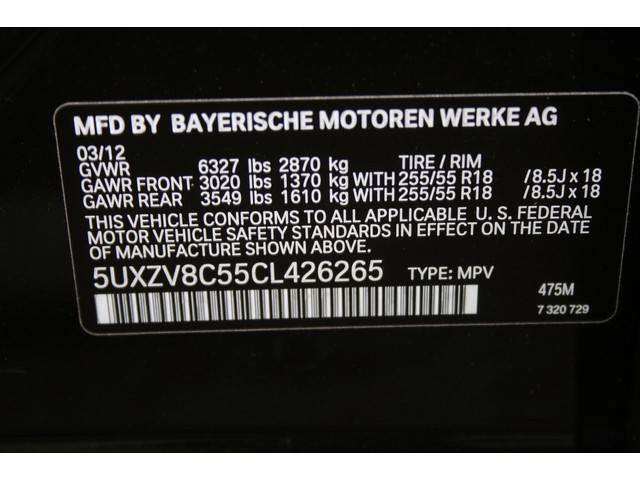 MFD BY BAYERISCHE MOTOREN WERKE AG
03/12
GVWR 6327 lbs 2870 kg TIRE / RIM
GAWR FRONT 3020 lbs 1370 kg WITH 255/55 R18 /8.5J x 18
GAWR REAR 3549 lbs 1610 kg WITH 255/55 R18 /8.5J x 18
THIS VEHICLE CONFORMS TO ALL APPLICABLE U. S. FEDERAL
MOTOR VEHICLE SAFETY STANDARDS IN EFFECT ON THE DATE
OF MANUFACTURE SHOWN ABOVE.
5UXZV8C55CL426265 TYPE: MPV
475M
7 320 729